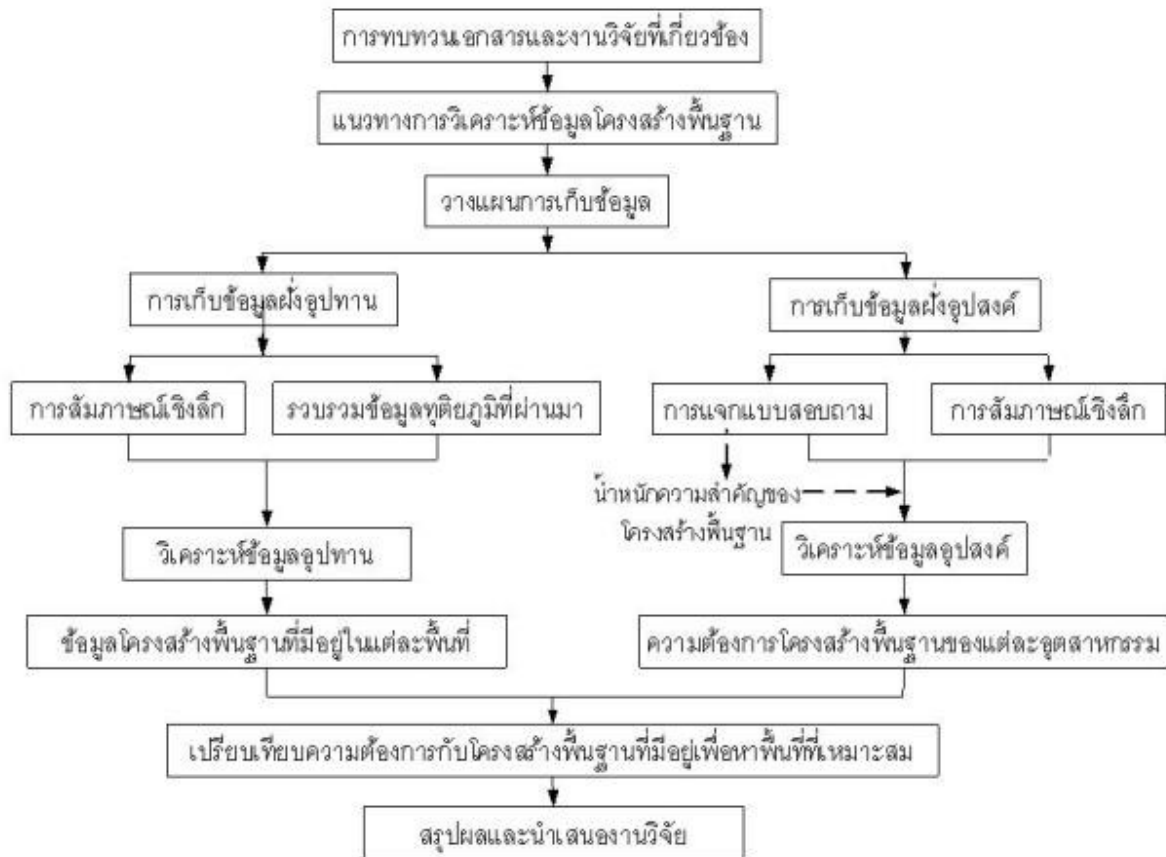 การทบทวนเอกสารและงานวิจัยที่เกี่ยวข้อง
แนวทางการวิเคราะห์ข้อมูลโครงสร้างพื้นฐาน
วางแผนการเก็บข้อมูล
การเก็บข้อมูลฝั่งอุปทาน
การเก็บข้อมูลฝั่งอุปสงค์
การสัมภาษณ์เชิงลึก
รวบรวมข้อมูลทุติยภูมิที่ผ่านมา
การแจกแบบสอบถาม
การสัมภาษณ์เชิงลึก
น้ำหนักความสำคัญของ
โครงสร้างพื้นฐาน
วิเคราะห์ข้อมูลอุปทาน
วิเคราะห์ข้อมูลอุปสงค์
ข้อมูลโครงสร้างพื้นฐานที่มีอยู่ในแต่ละพื้นที่
ความต้องการโครงสร้างพื้นฐานของแต่ละอุตสาหกรรม
เปรียบเทียบความต้องการกับโครงสร้างพื้นฐานที่มีอยู่เพื่อหาพื้นที่ที่เหมาะสม
สรุปผลและนำเสนองานวิจัย